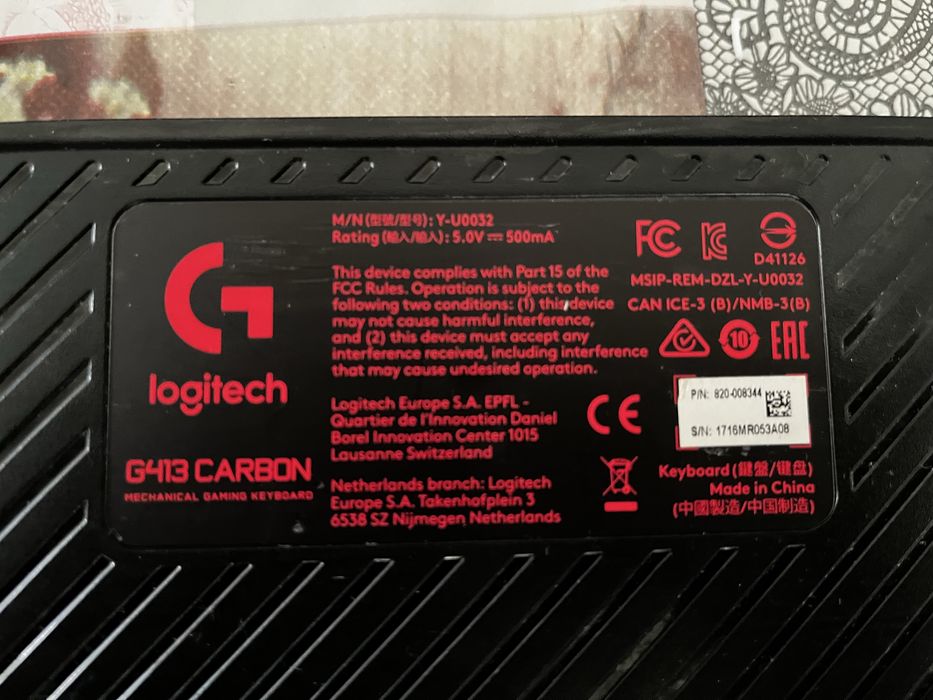 logitech
G413 CARBON
MECHANICAL GAMING KEYBOARD
M/N (型號/型号) : Y-U0032
Rating (輸入/输入) : 5.0V ⎓ 500mA
This device complies with Part 15 of the
FCC Rules. Operation is subject to the
following two conditions: (1) this device
may not cause harmful interference,
and (2) this device must accept any
interference received, including interference
that may cause undesired operation.
Logitech Europe S.A. EPFL -
Quartier de l'Innovation Daniel
Borel Innovation Center 1015
Lausanne Switzerland
Netherlands branch: Logitech
Europe S.A. Takenhofplein 3
6538 SZ Nijmegen Netherlands
FC
D41126
MSIP-REM-DZL-Y-U0032
CAN ICE-3 (B)/NMB-3(B)
10
EAC
P/N: 820-008344
S/N: 1716MR053A08
CE
Keyboard (鍵盤/键盘)
Made in China
(中國製造/中国制造)